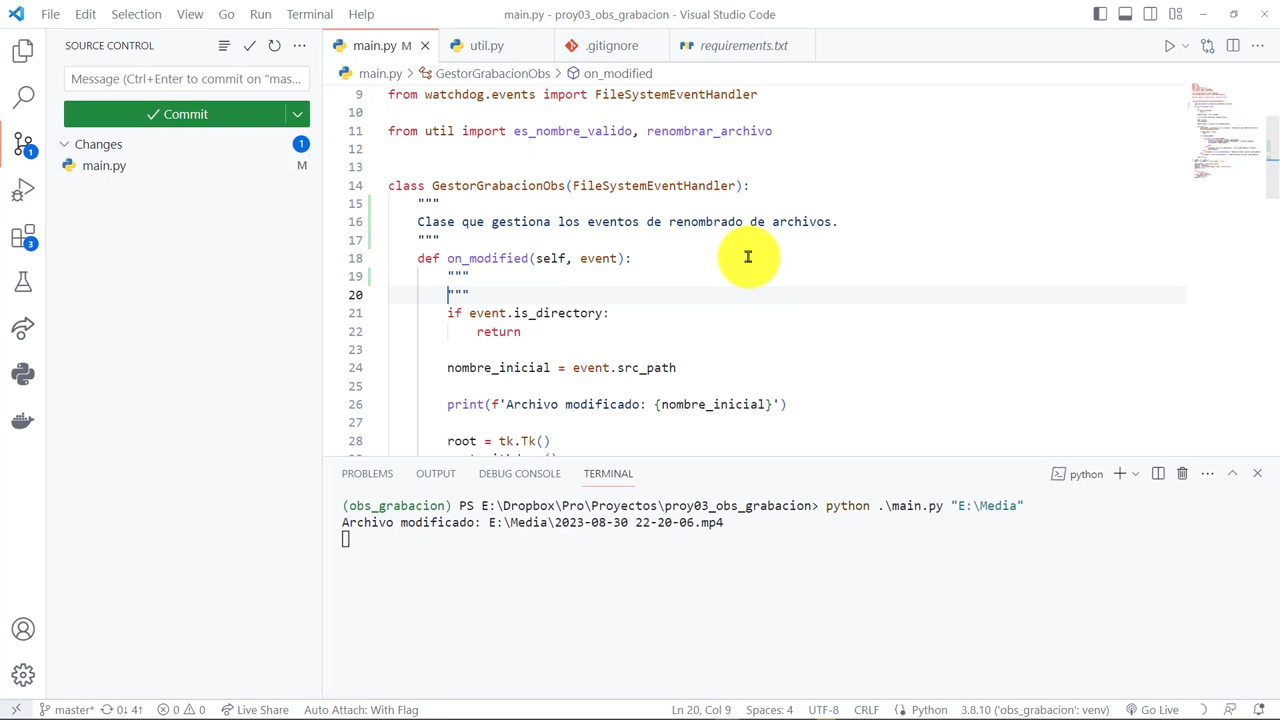 File Edit Selection View Go Run Terminal Help
main.py - proy03_obs_grabacion - Visual Studio Code
SOURCE CONTROL
main.py M
util.py
.gitignore
requirements.txt
Message (Ctrl+Enter to commit on "mas...
main.py > GestorGrabacionObs > on_modified
Commit
Changes 1
main.py M
1
3
9 from watchdog.events import FileSystemEventHandler
10
11 from util import es_nombre_valido, renombrar_archivo
12
13
14 class GestorGrabacionObs(FileSystemEventHandler):
15 """
16 Clase que gestiona los eventos de renombrado de archivos.
17 """
18 def on_modified(self, event):
19 """
20 """
21 if event.is_directory:
22 return
23
24 nombre_inicial = event.src_path
25
26 print(f'Archivo modificado: {nombre_inicial}')
27
28 root = tk.Tk()
PROBLEMS OUTPUT DEBUG CONSOLE TERMINAL
python
(obs_grabacion) PS E:\Dropbox\Pro\Proyectos\proy03_obs_grabacion> python .\main.py "E:\Media"
Archivo modificado: E:\Media\2023-08-30 22-20-06.mp4
master* 0↓ 4↑ 0 0 Live Share Auto Attach: With Flag
Ln 20, Col 9 Spaces: 4 UTF-8 CRLF Python 3.8.10 ('obs_grabacion': venv) Go Live